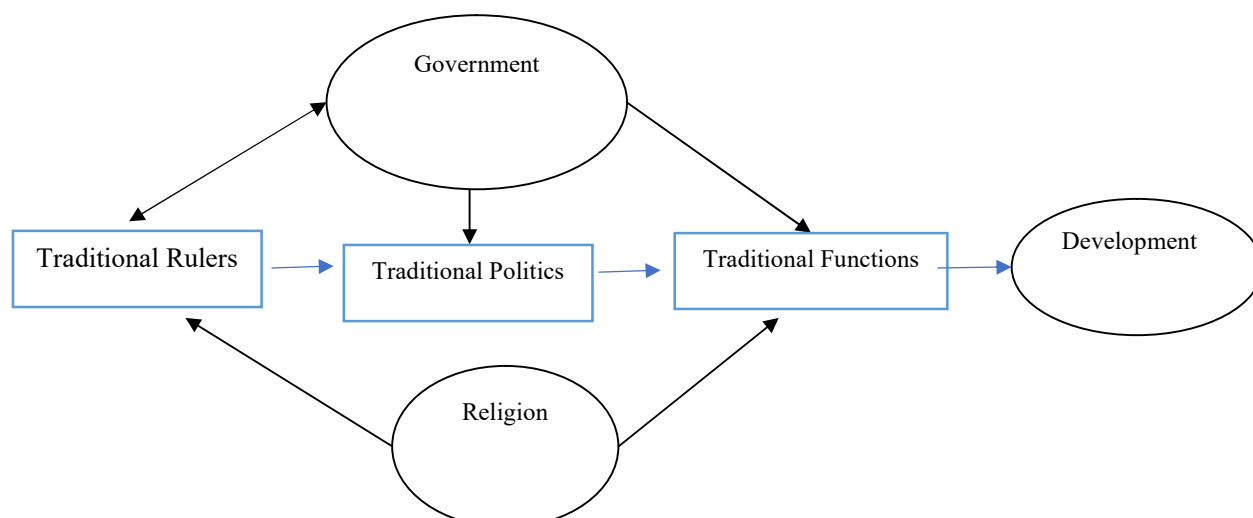 Government
Traditional Rulers
Traditional Politics
Traditional Functions
Development
Religion